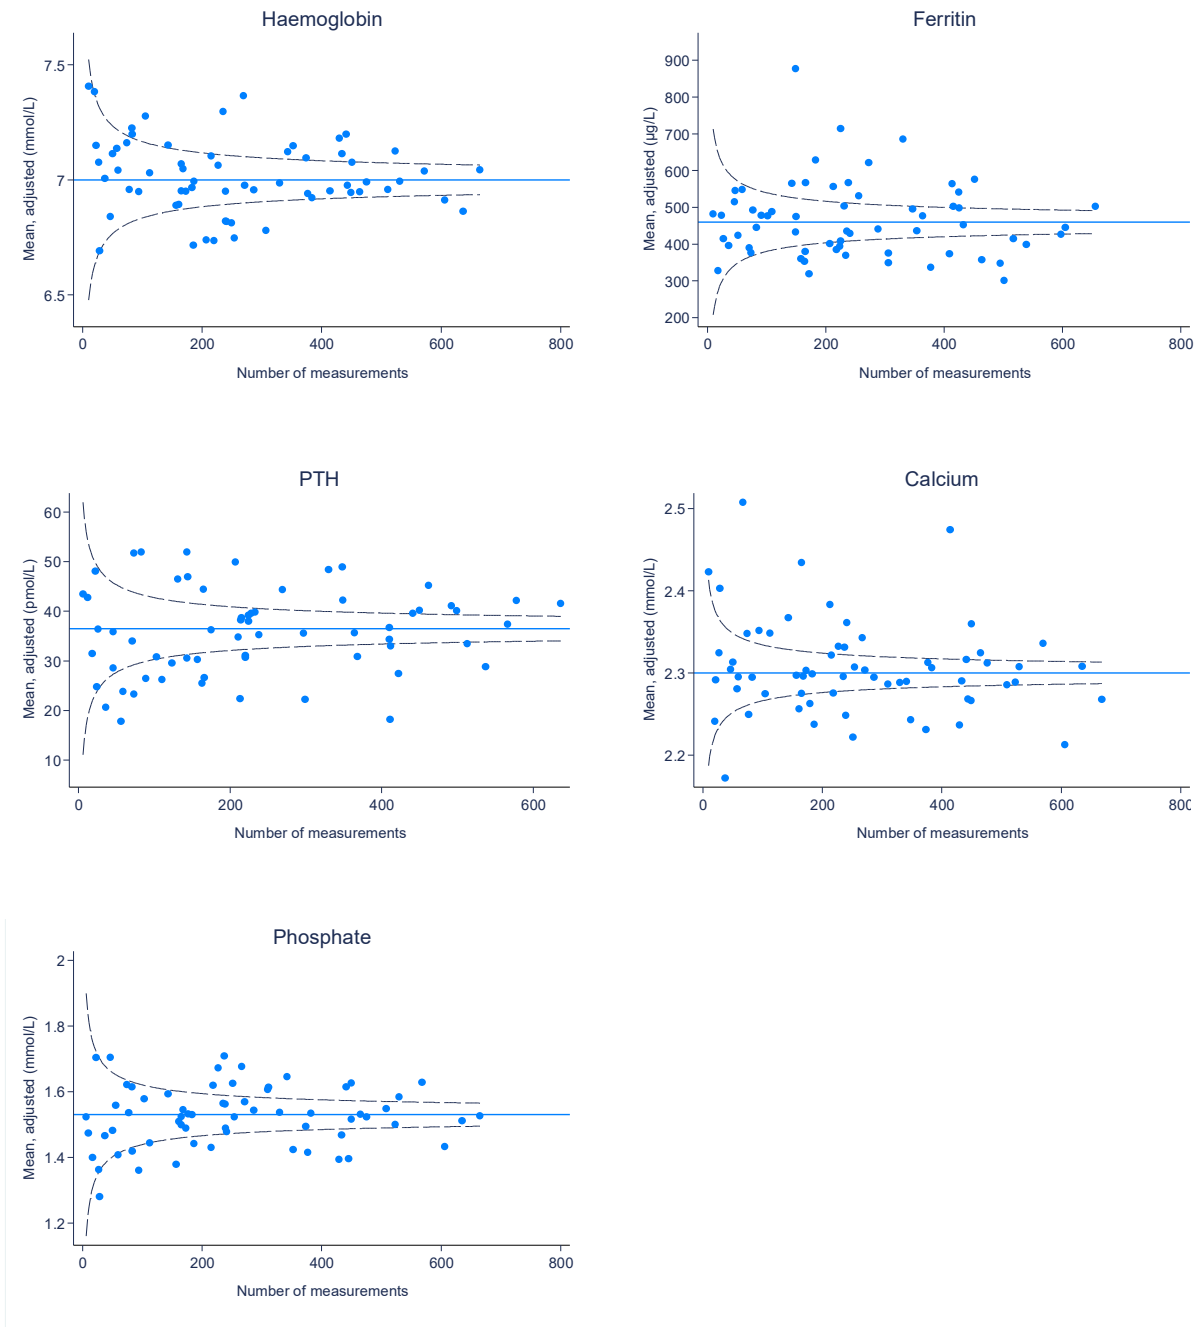 Haemoglobin
Mean, adjusted (mmol/L)
7.5
7
6.5
0 200 400 600 800
Number of measurements
Ferritin
Mean, adjusted (µg/L)
900
800
700
600
500
400
300
200
0 200 400 600 800
Number of measurements
PTH
Mean, adjusted (pmol/L)
60
50
40
30
20
10
0 200 400 600
Number of measurements
Calcium
Mean, adjusted (mmol/L)
2.5
2.4
2.3
2.2
0 200 400 600 800
Number of measurements
Phosphate
Mean, adjusted (mmol/L)
2
1.8
1.6
1.4
1.2
0 200 400 600 800
Number of measurements